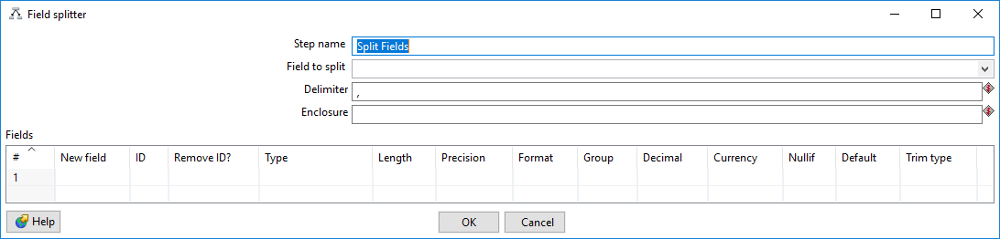 Field splitter
Step name Split Fields
Field to split
Delimiter ,
Enclosure
Fields
# New field ID Remove ID? Type Length Precision Format Group Decimal Currency Nullif Default Trim type
1
Help OK Cancel